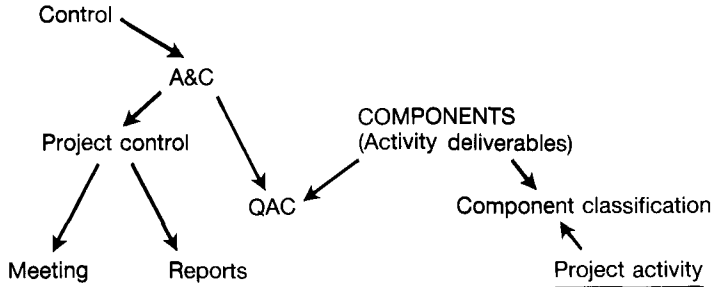 Control
A&C
COMPONENTS
(Activity deliverables)
Project control
QAC
Component classification
Meeting
Reports
Project activity